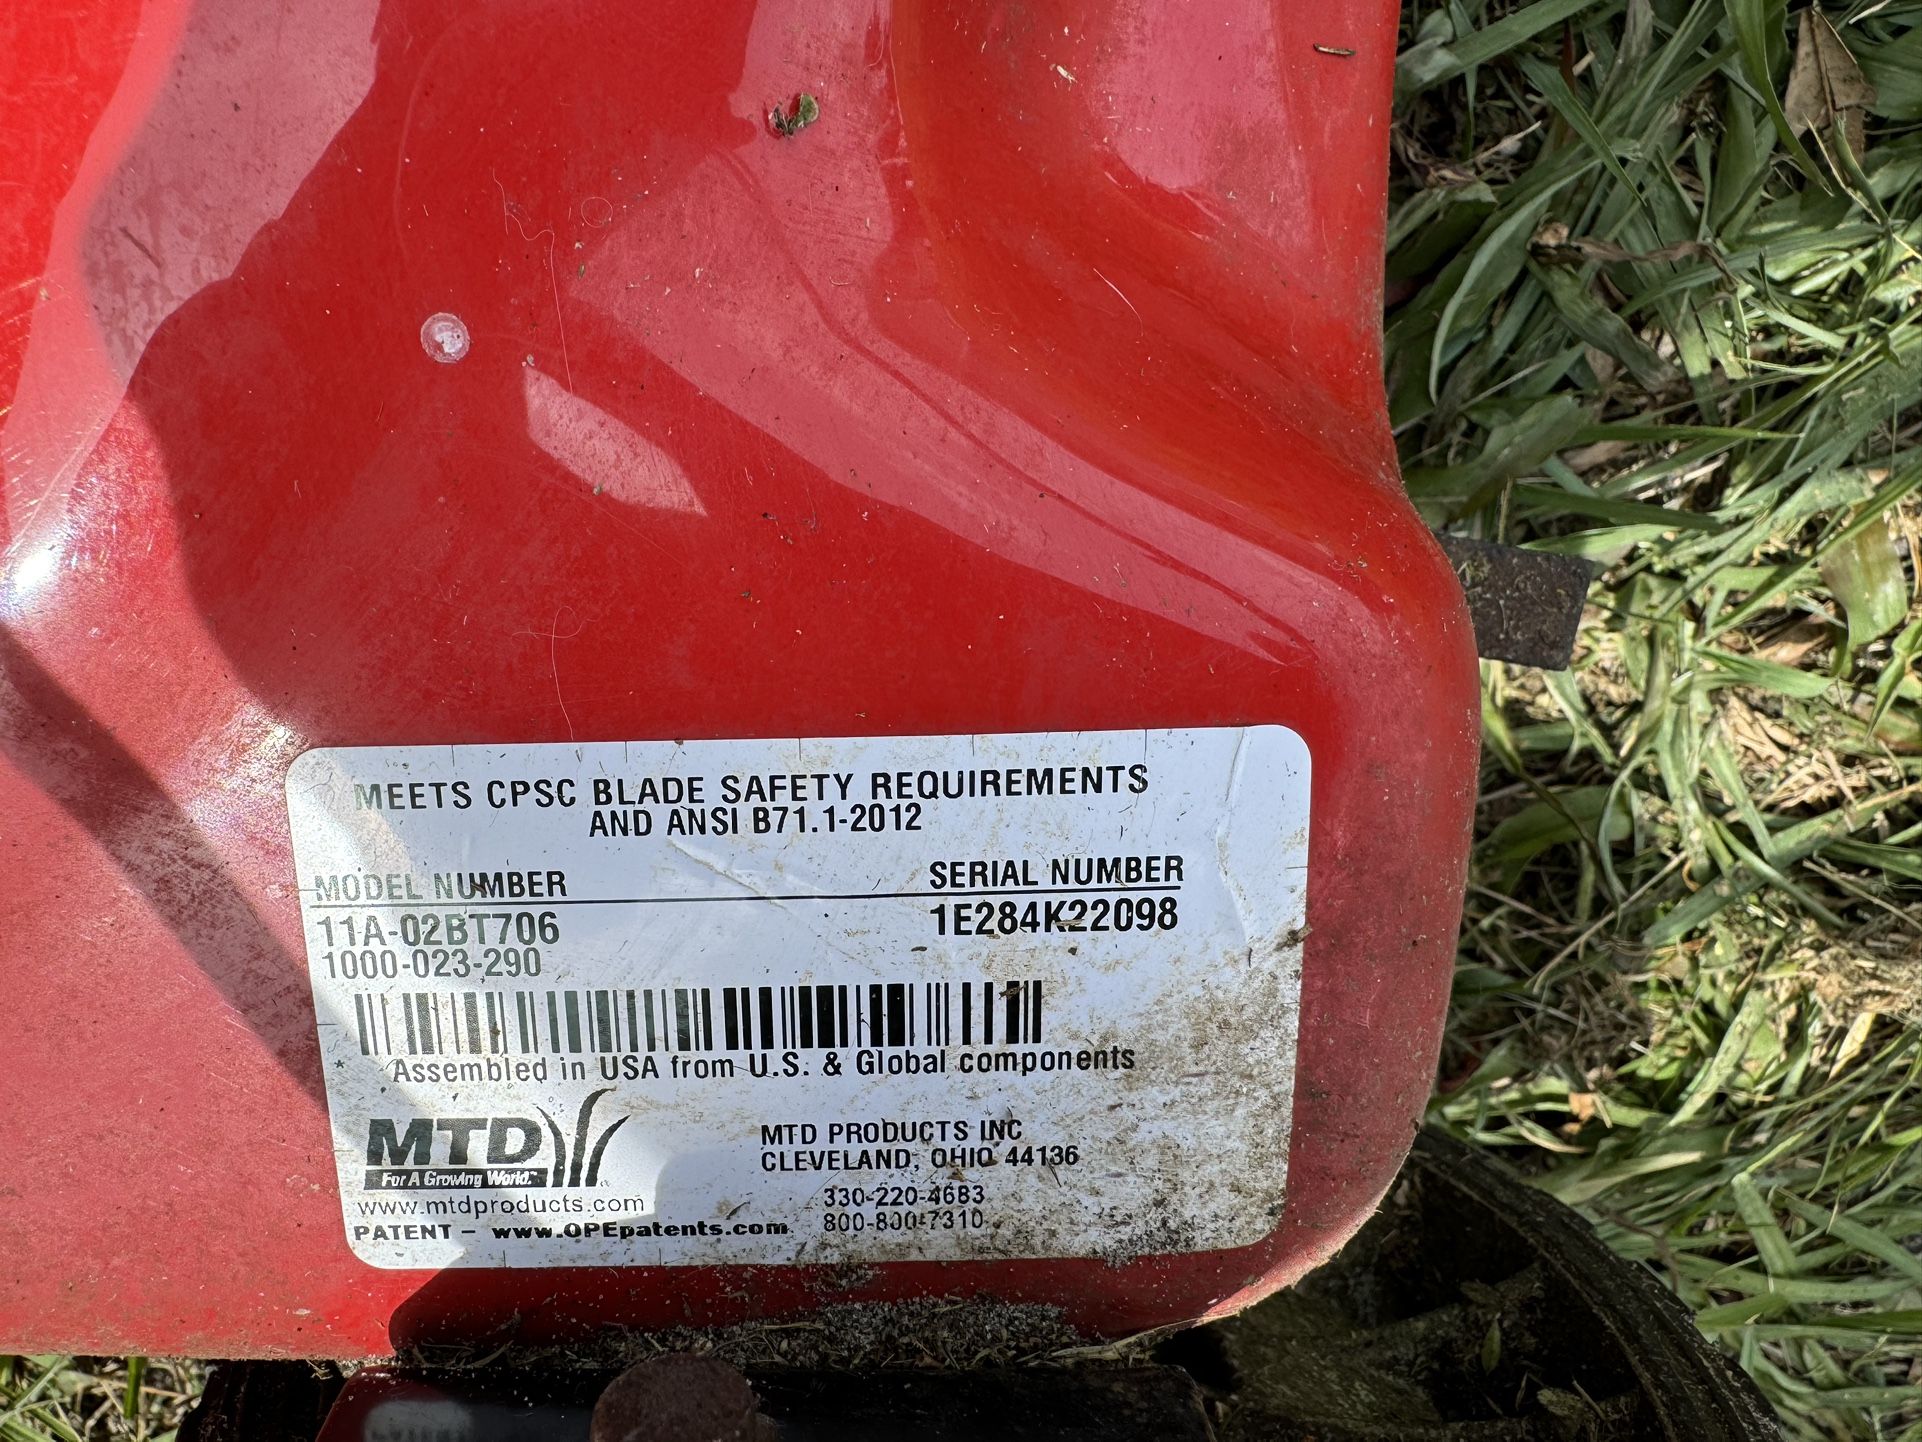 MEETS CPSC BLADE SAFETY REQUIREMENTS
AND ANSI B71.1-2012
MODEL NUMBER SERIAL NUMBER
11A-02BT706 1E284K22098
1000-023-290
Assembled in USA from U.S. & Global components
MTD
For A Growing World.™
www.mtdproducts.com
PATENT – www.OPEpatents.com
MTD PRODUCTS INC
CLEVELAND, OHIO 44136
330-220-4683
800-800-7310